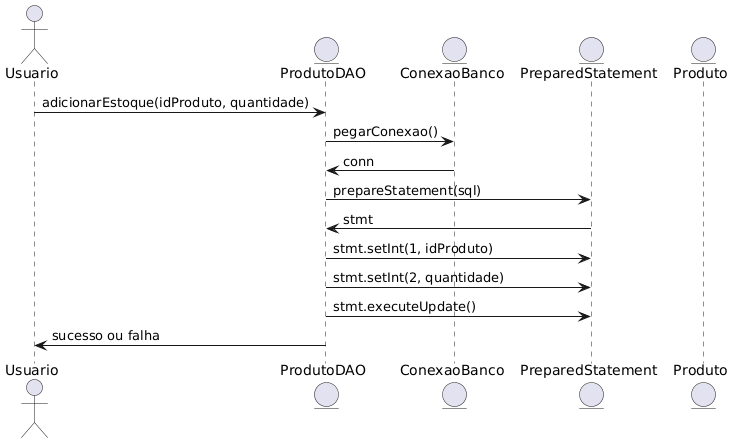 Usuario
ProdutoDAO
ConexaoBanco
PreparedStatement
Produto
adicionarEstoque(idProduto, quantidade)
pegarConexao()
conn
prepareStatement(sql)
stmt
stmt.setInt(1, idProduto)
stmt.setInt(2, quantidade)
stmt.executeUpdate()
sucesso ou falha
Usuario
ProdutoDAO
ConexaoBanco
PreparedStatement
Produto